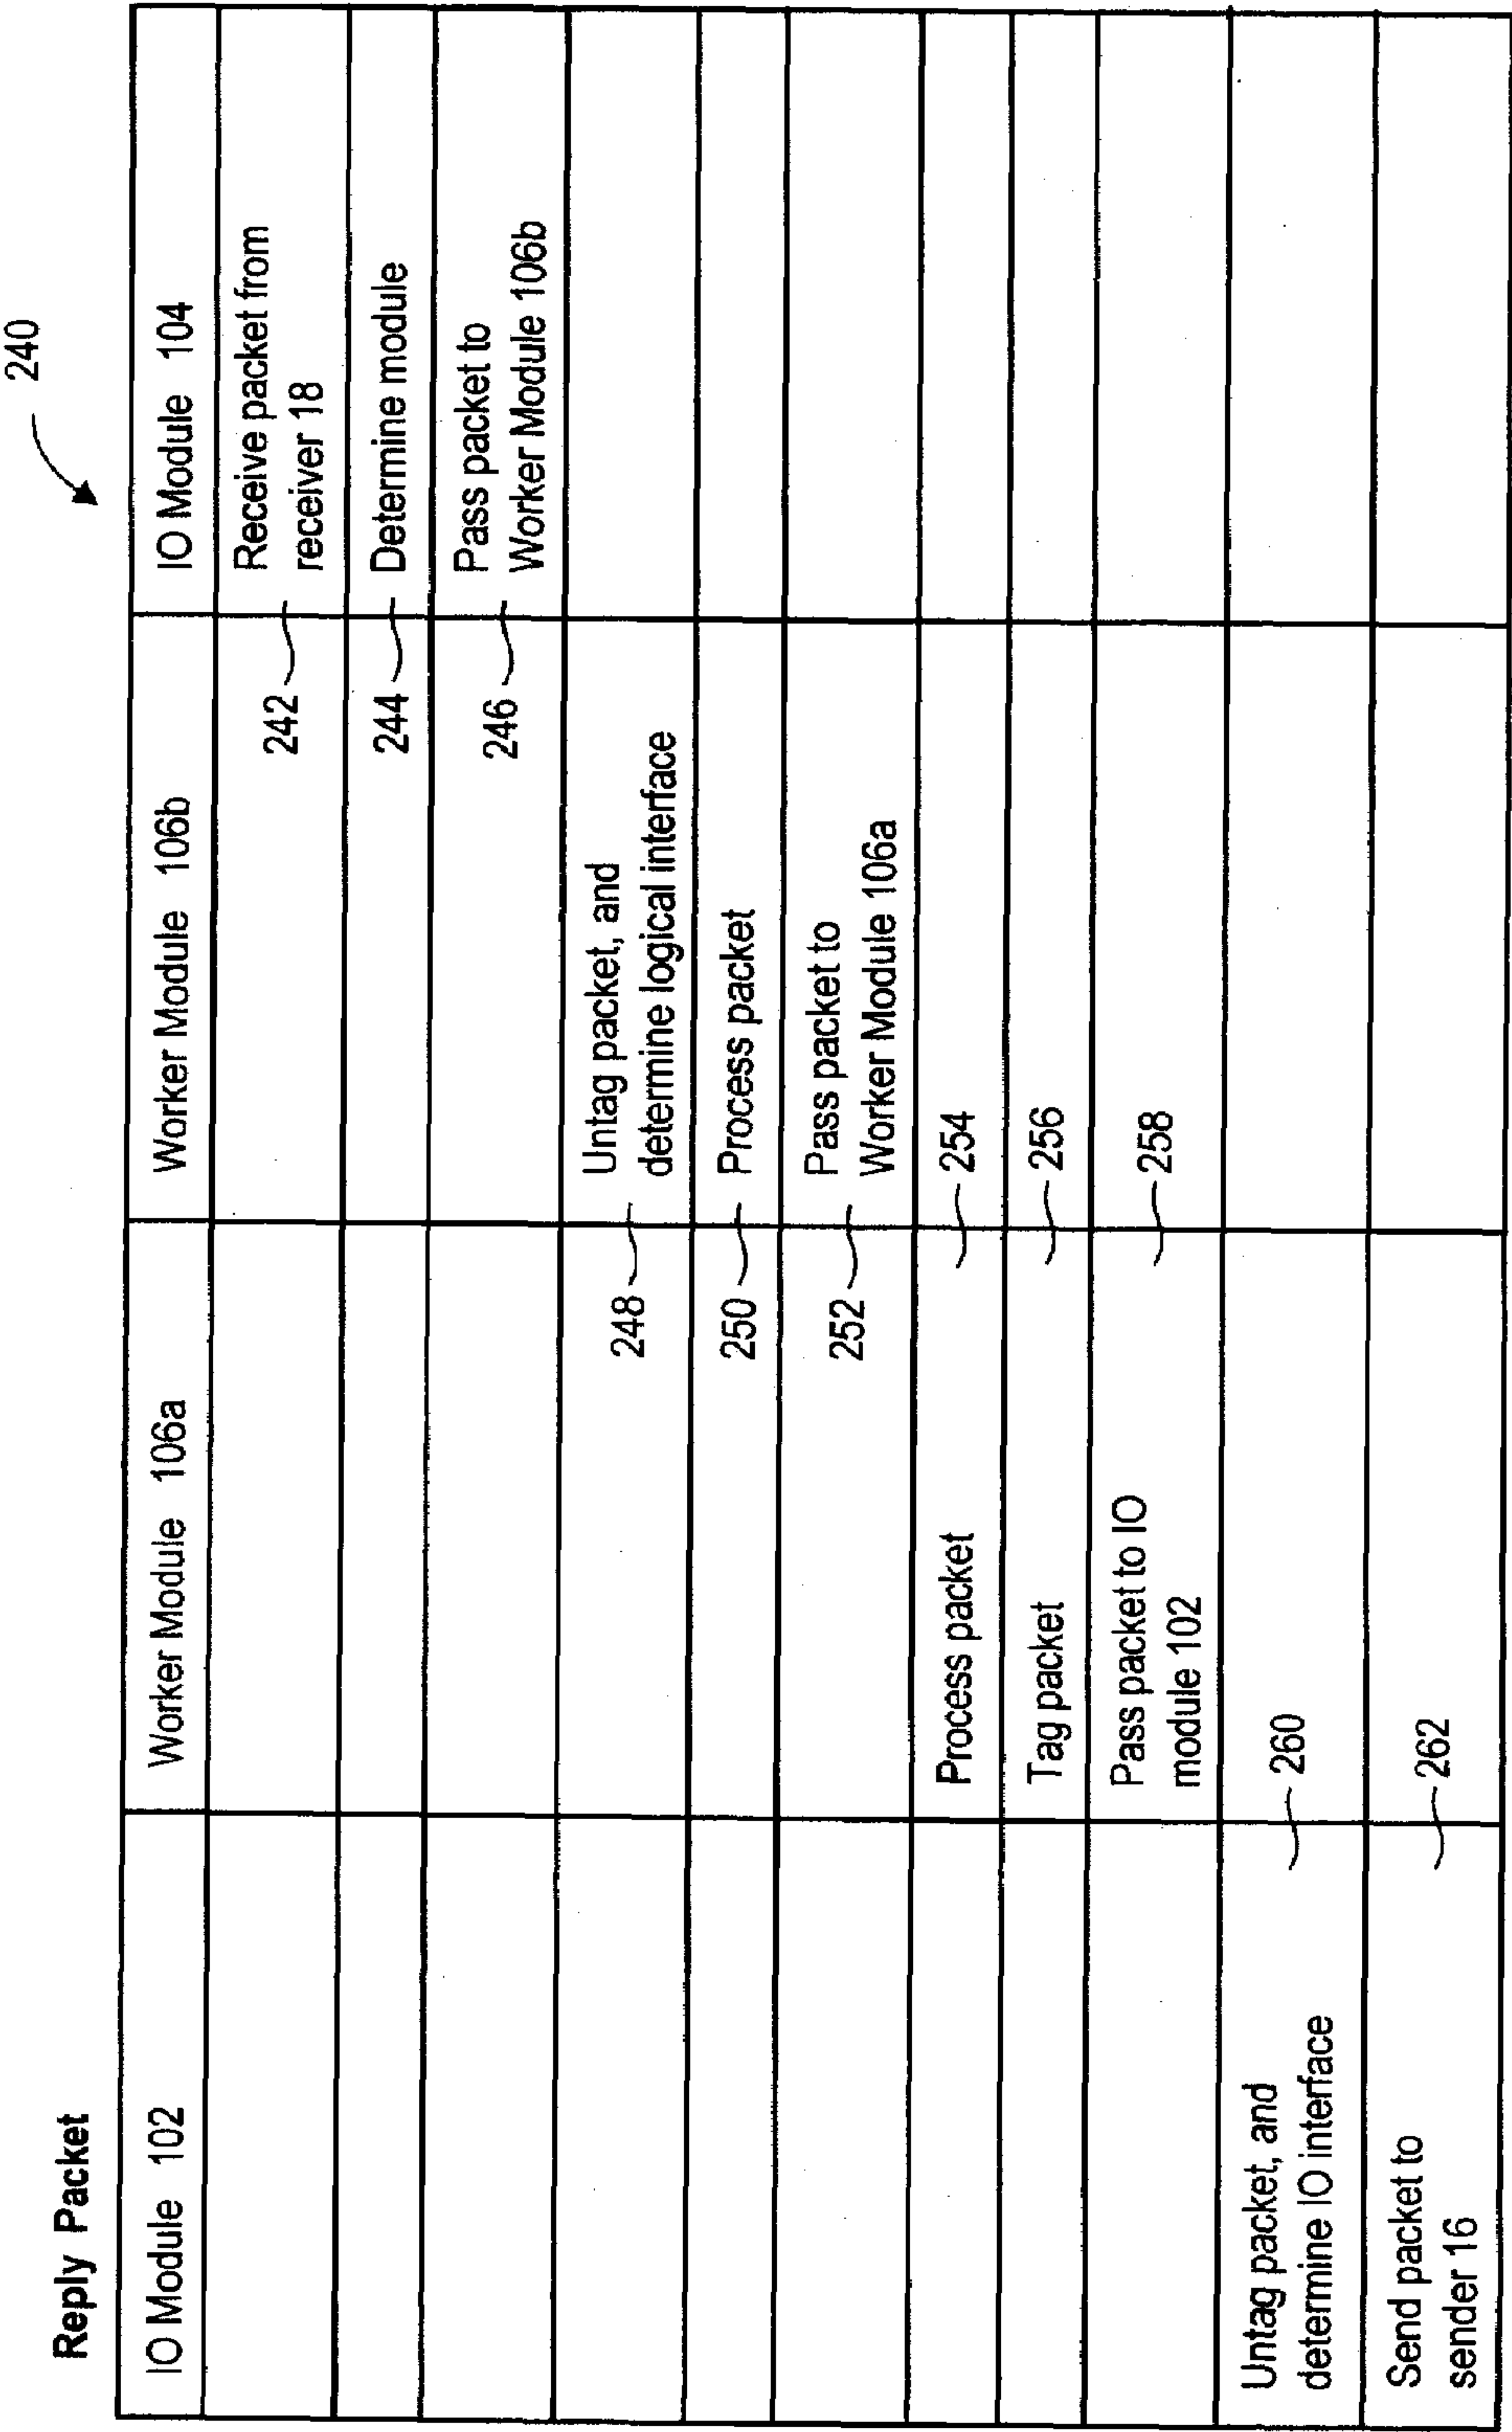 Reply Packet
240
IO Module 102
Worker Module 106a
Worker Module 106b
IO Module 104
242
Receive packet from
receiver 18
244
Determine module
246
Pass packet to
Worker Module 106b
248
Untag packet, and
determine logical interface
250
Process packet
252
Pass packet to
Worker Module 106a
Process packet
254
Tag packet
256
Pass packet to IO
module 102
258
Untag packet, and
determine IO interface
260
Send packet to
sender 16
262